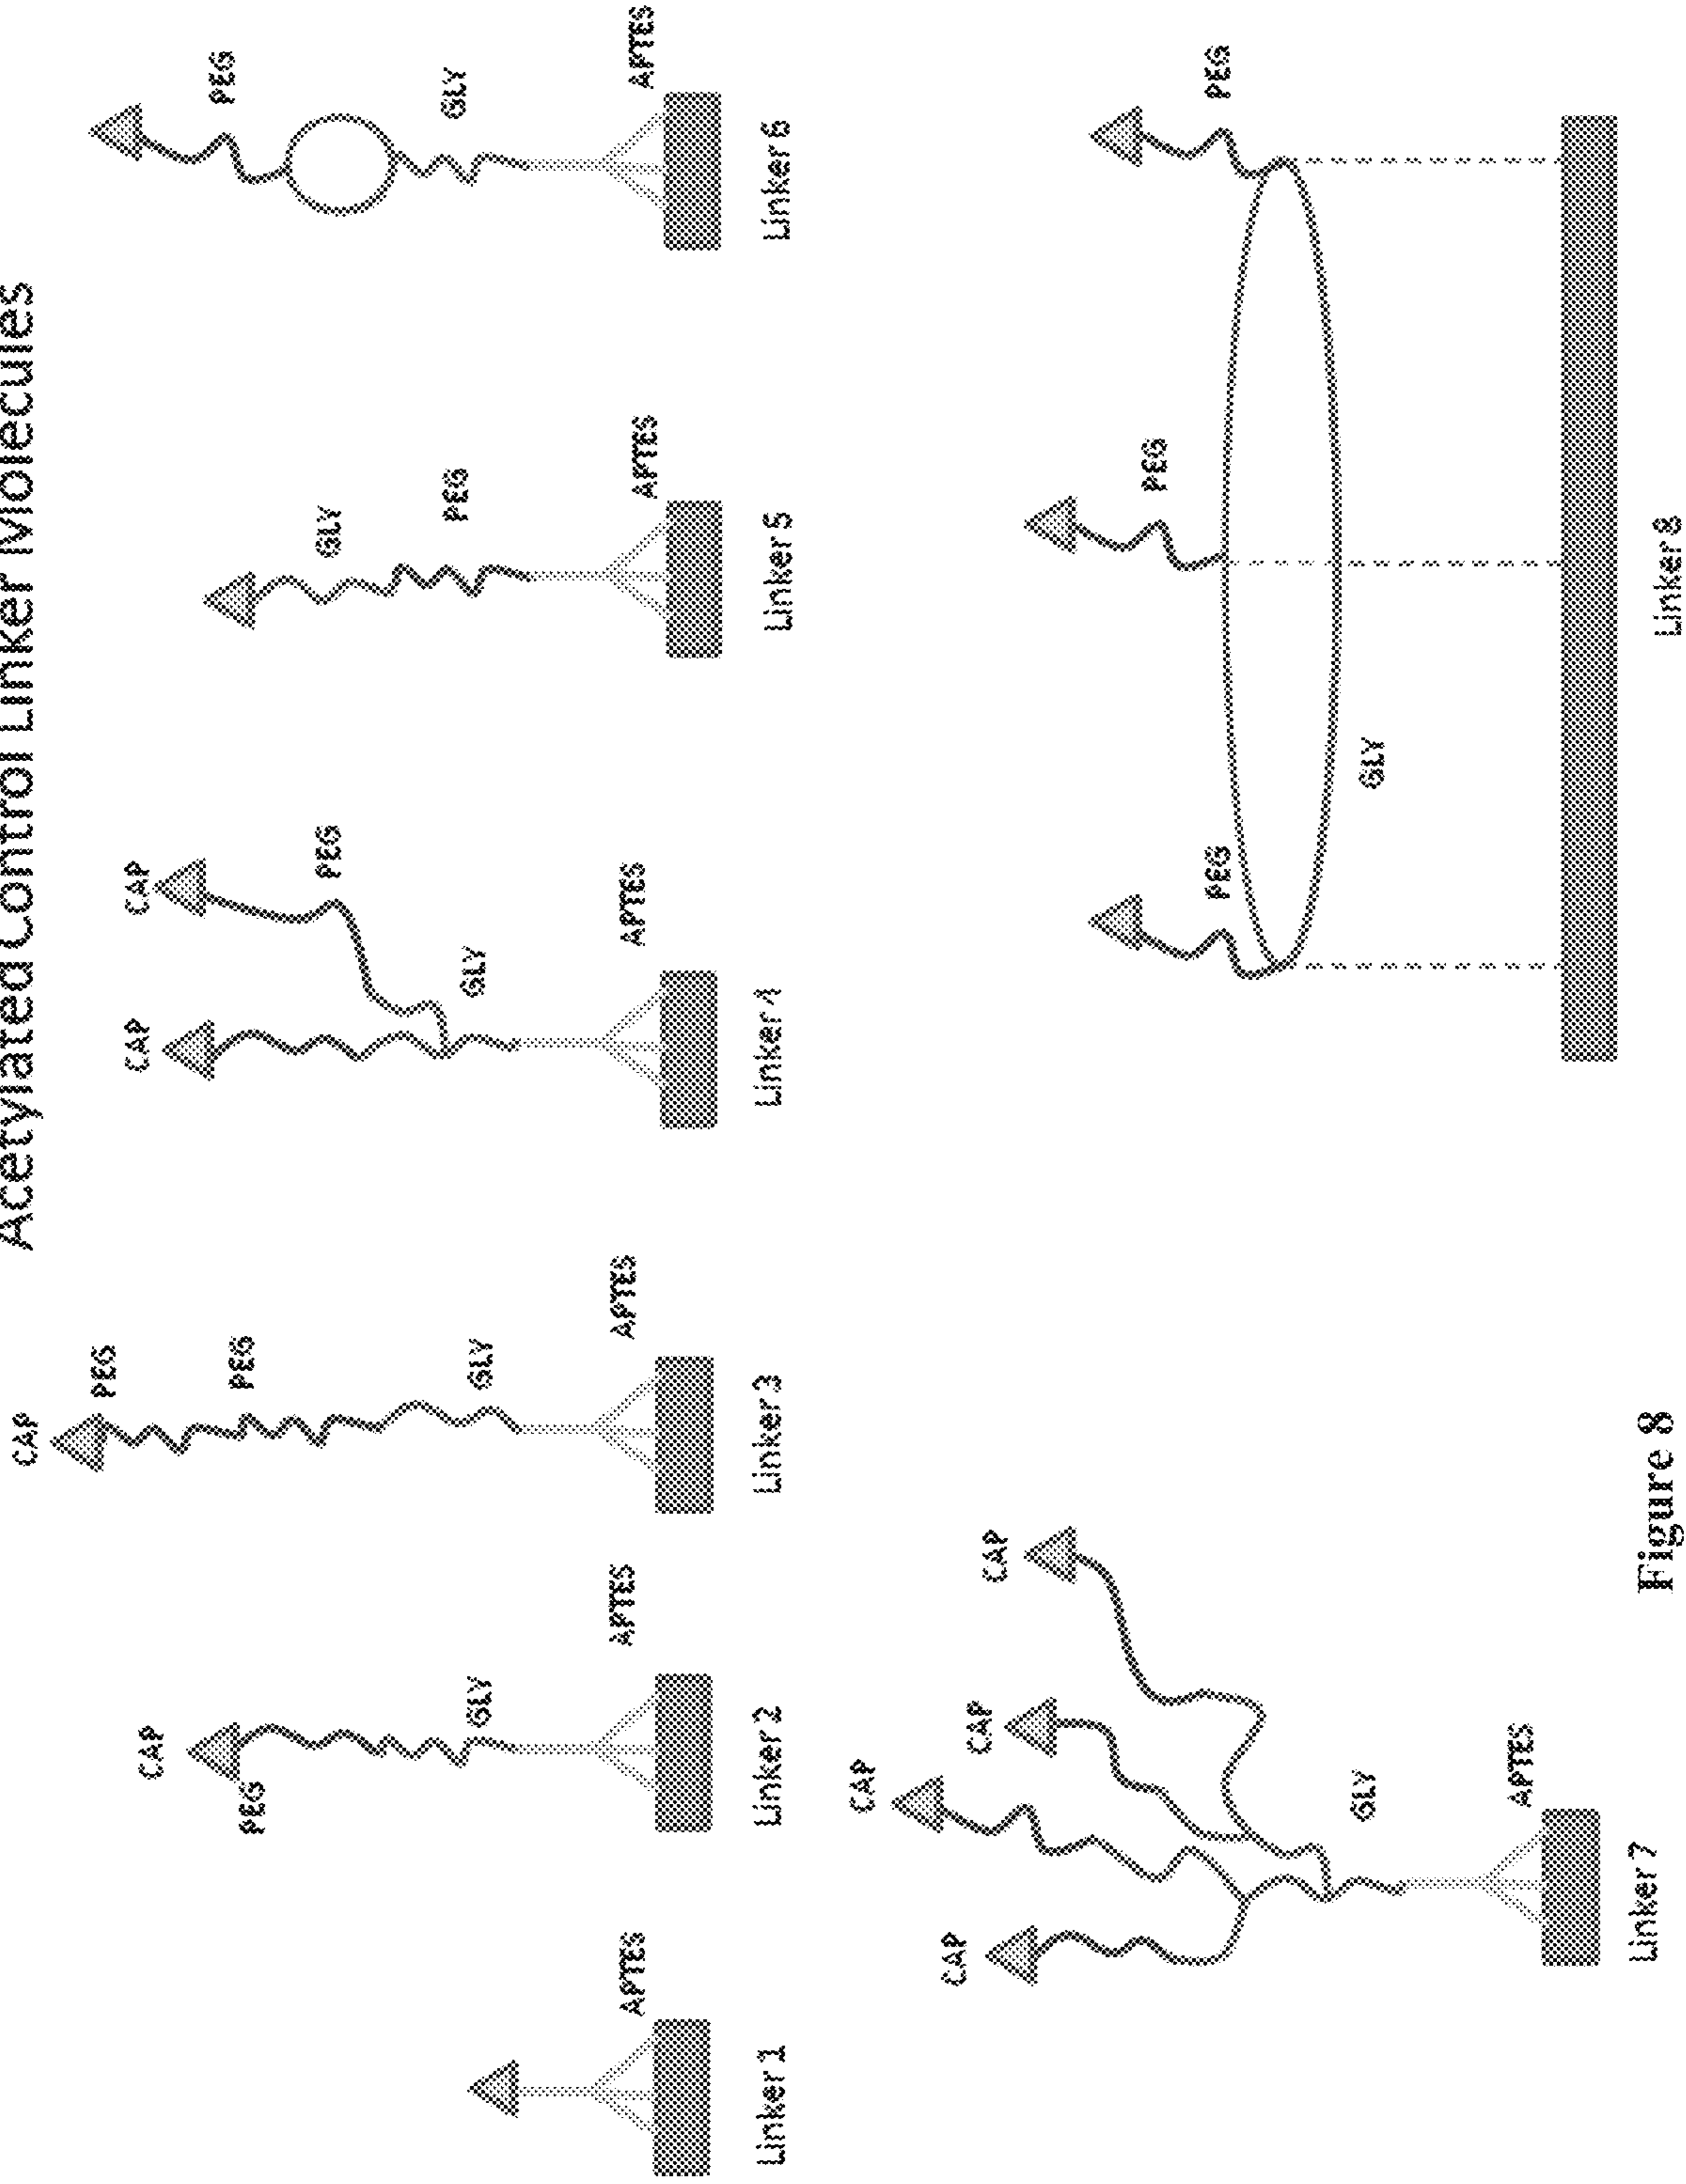 Acetylated Control Linker Molecules
APTES
Linker 1
CAP
PEG
GLY
APTES
Linker 2
CAP
PEG
PEG
GLY
APTES
Linker 3
CAP
CAP
PEG
GLY
APTES
Linker 4
GLY
PEG
APTES
Linker 5
PEG
GLY
APTES
Linker 6
CAP
CAP
CAP
CAP
GLY
APTES
Linker 7
PEG
PEG
PEG
GLY
Linker 8
Figure 8